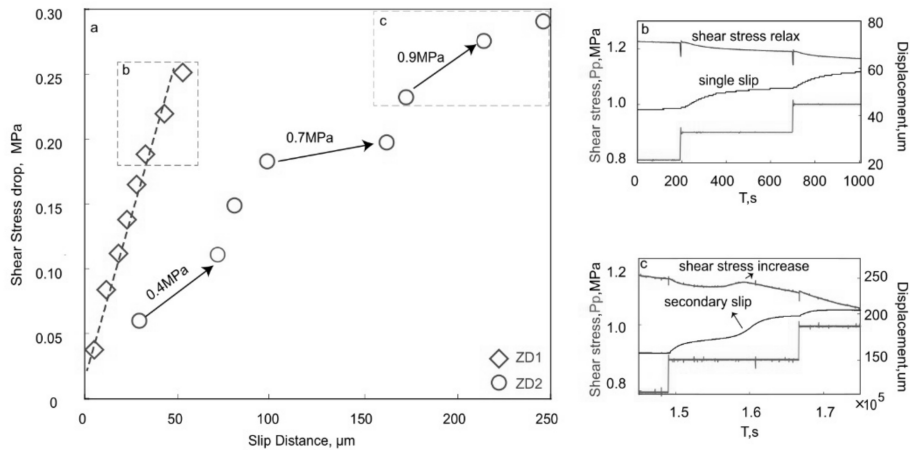 a
0.30
0.25
0.20
0.15
0.10
0.05
0
0
50
100
150
200
250
Shear Stress drop, MPa
Slip Distance, μm
b
c
0.4MPa
0.7MPa
0.9MPa
ZD1
ZD2
b
shear stress relax
single slip
1.2
1.0
0.8
80
60
40
20
0 200 400 600 800 1000
Shear stress,Pp,MPa
Displacement,um
T,s
c
shear stress increase
secondary slip
1.2
1.0
0.8
250
200
150
100
1.5 1.6 1.7
×10⁵
Shear stress,Pp,MPa
Displacement,um
T,s